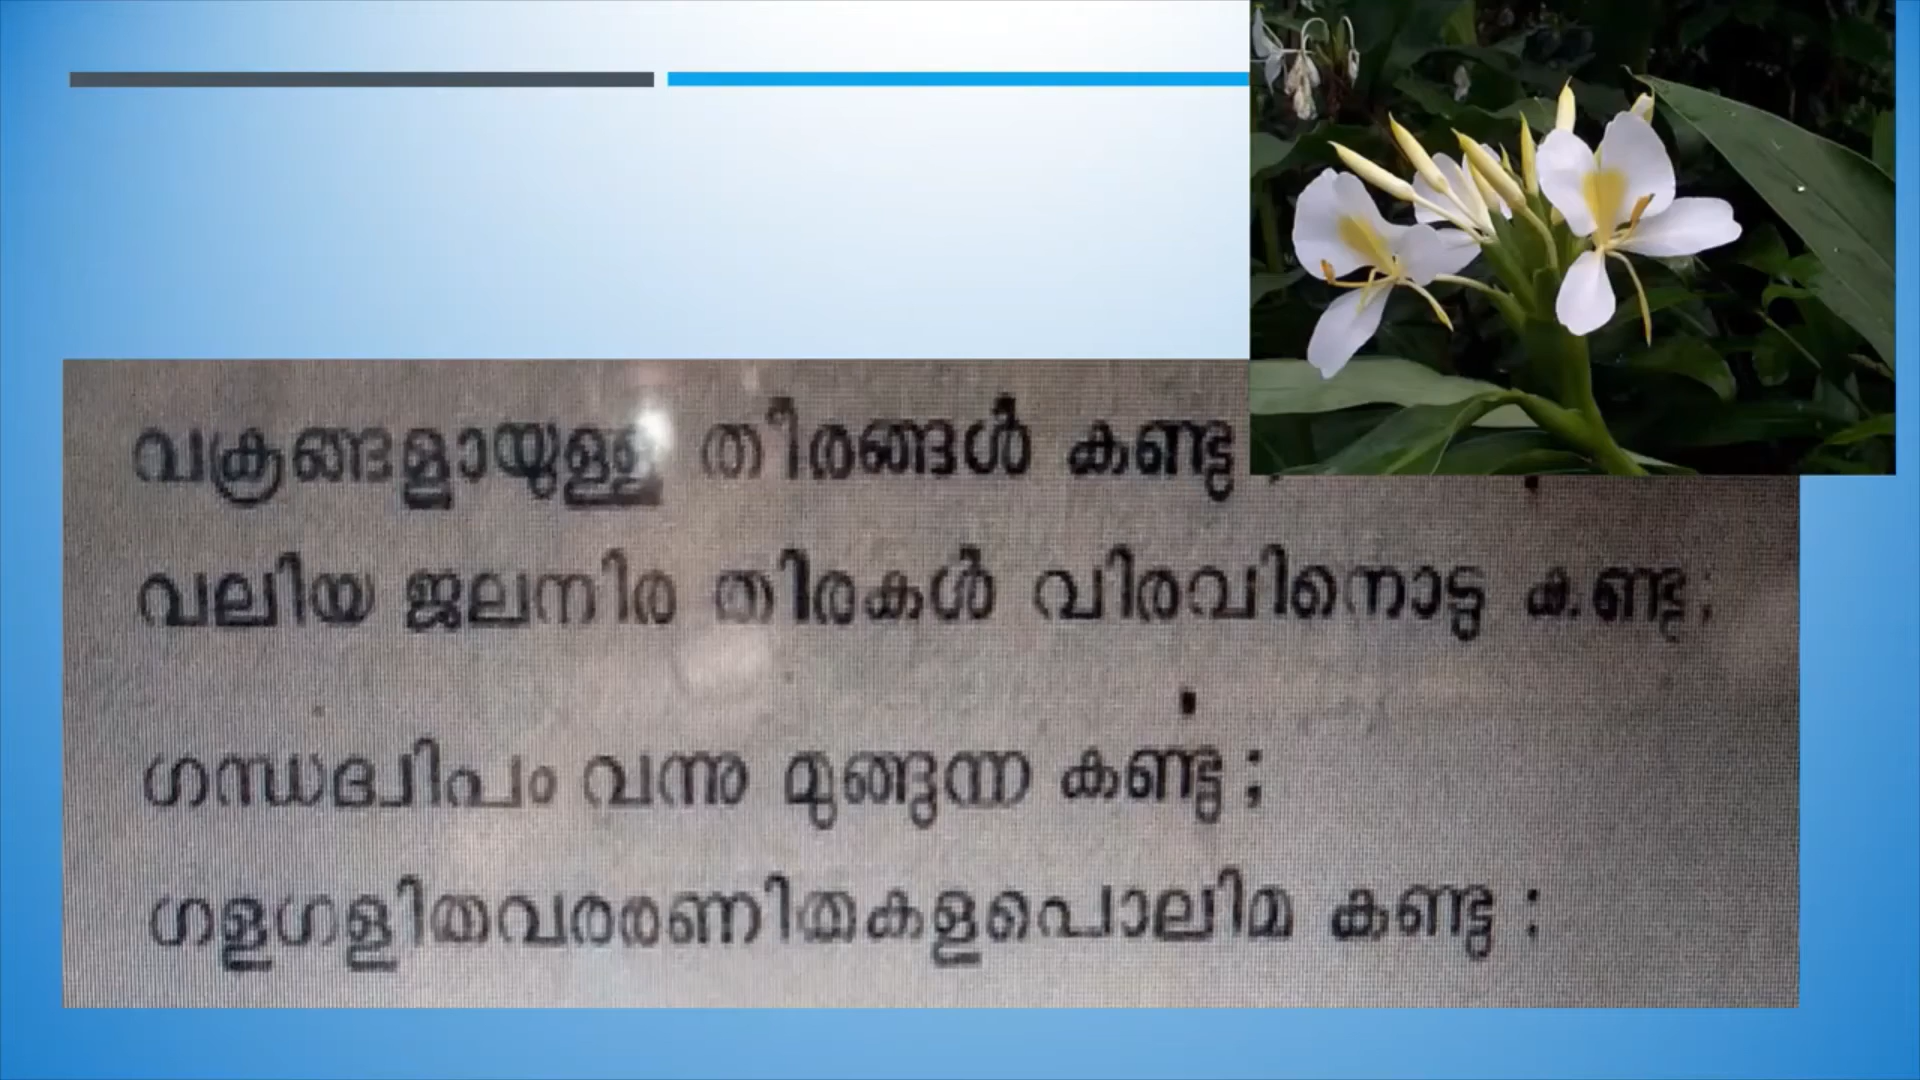 വക്രങ്ങളായുള്ള തീരങ്ങൾ കണ്ടു
വലിയ ജലനിര തിരകൾ വിരവിനൊടു കണ്ടു;
ഗന്ധദ്വിപം വന്നു മുങ്ങുന്ന കണ്ടു;
ഗളഗളിതവരരണിതകളപൊലിമ കണ്ടു :